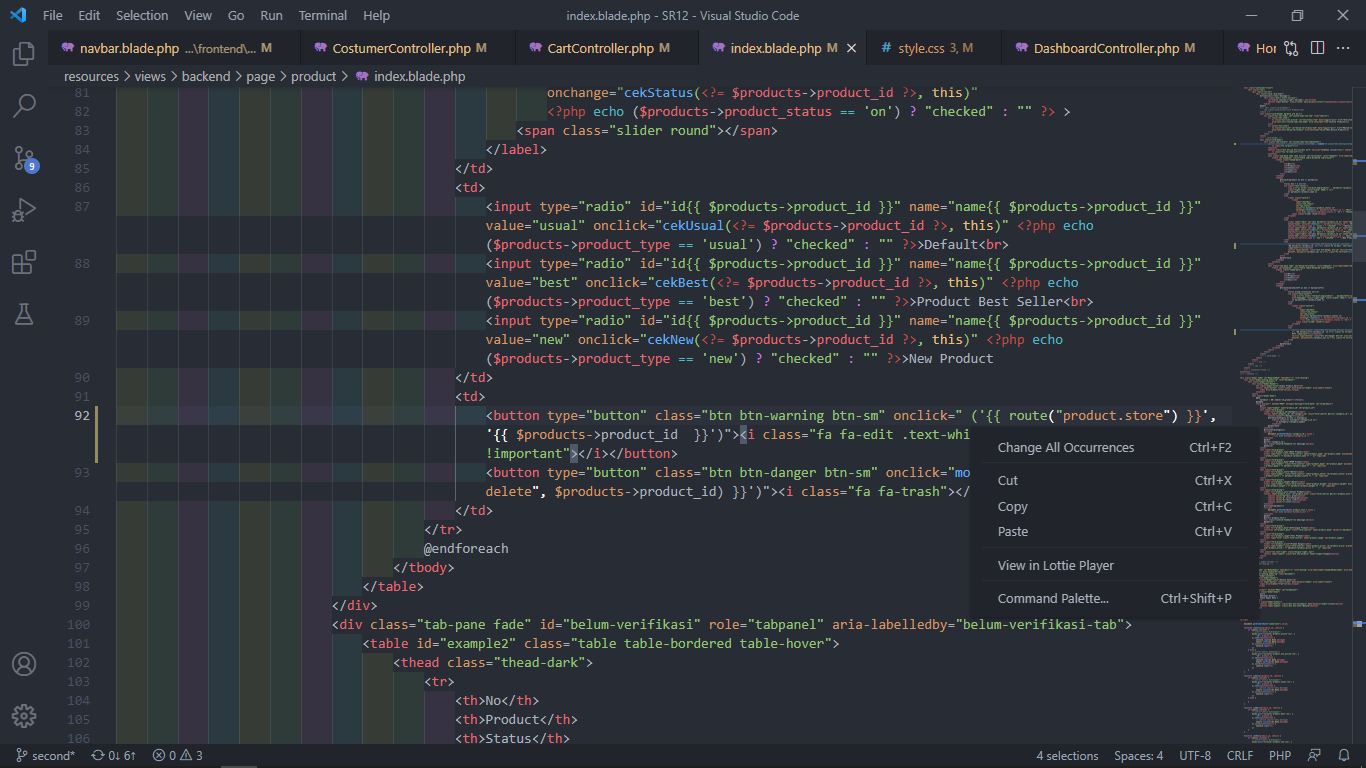 File Edit Selection View Go Run Terminal Help index.blade.php - SR12 - Visual Studio Code
navbar.blade.php ...\frontend\... M CostumerController.php M CartController.php M index.blade.php M # style.css 3, M DashboardController.php M Hor
resources > views > backend > page > product > index.blade.php
81 onchange="cekStatus(<?= $products->product_id ?>, this)"
82 <?php echo ($products->product_status == 'on') ? "checked" : "" ?> >
83 <span class="slider round"></span>
84 </label>
85 </td>
86 <td>
87 <input type="radio" id="id{{ $products->product_id }}" name="name{{ $products->product_id }}"
value="usual" onclick="cekUsual(<?= $products->product_id ?>, this)" <?php echo
($products->product_type == 'usual') ? "checked" : "" ?>>Default<br>
88 <input type="radio" id="id{{ $products->product_id }}" name="name{{ $products->product_id }}"
value="best" onclick="cekBest(<?= $products->product_id ?>, this)" <?php echo
($products->product_type == 'best') ? "checked" : "" ?>>Product Best Seller<br>
89 <input type="radio" id="id{{ $products->product_id }}" name="name{{ $products->product_id }}"
value="new" onclick="cekNew(<?= $products->product_id ?>, this)" <?php echo
($products->product_type == 'new') ? "checked" : "" ?>>New Product
90 </td>
91 <td>
92 <button type="button" class="btn btn-warning btn-sm" onclick=" ('{{ route("product.store") }}',
'{{ $products->product_id  }}')"><i class="fa fa-edit .text-whi
!important"></i></button>
93 <button type="button" class="btn btn-danger btn-sm" onclick="mo
delete", $products->product_id) }}')"><i class="fa fa-trash"></
94 </td>
95 </tr>
96 @endforeach
97 </tbody>
98 </table>
99 </div>
100 <div class="tab-pane fade" id="belum-verifikasi" role="tabpanel" aria-labelledby="belum-verifikasi-tab">
101 <table id="example2" class="table table-bordered table-hover">
102 <thead class="thead-dark">
103 <tr>
104 <th>No</th>
105 <th>Product</th>
106 <th>Status</th>
Change All Occurrences Ctrl+F2
Cut Ctrl+X
Copy Ctrl+C
Paste Ctrl+V
View in Lottie Player
Command Palette... Ctrl+Shift+P
9
second* 0↓ 6↑ 0 3 4 selections Spaces: 4 UTF-8 CRLF PHP